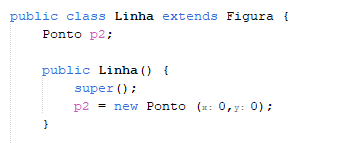 public class Linha extends Figura {
Ponto p2;
public Linha() {
super();
p2 = new Ponto (x: 0,y: 0);
}